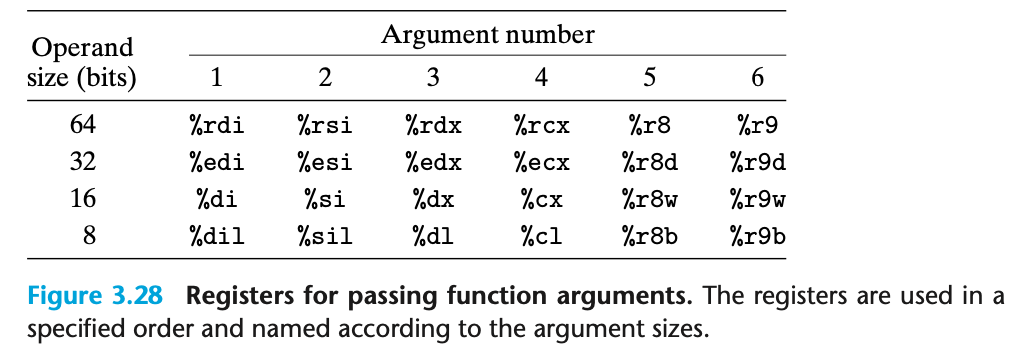 Operand
size (bits)
Argument number
1 2 3 4 5 6
64 %rdi %rsi %rdx %rcx %r8 %r9
32 %edi %esi %edx %ecx %r8d %r9d
16 %di %si %dx %cx %r8w %r9w
8 %dil %sil %dl %cl %r8b %r9b
Figure 3.28 Registers for passing function arguments. The registers are used in a
specified order and named according to the argument sizes.